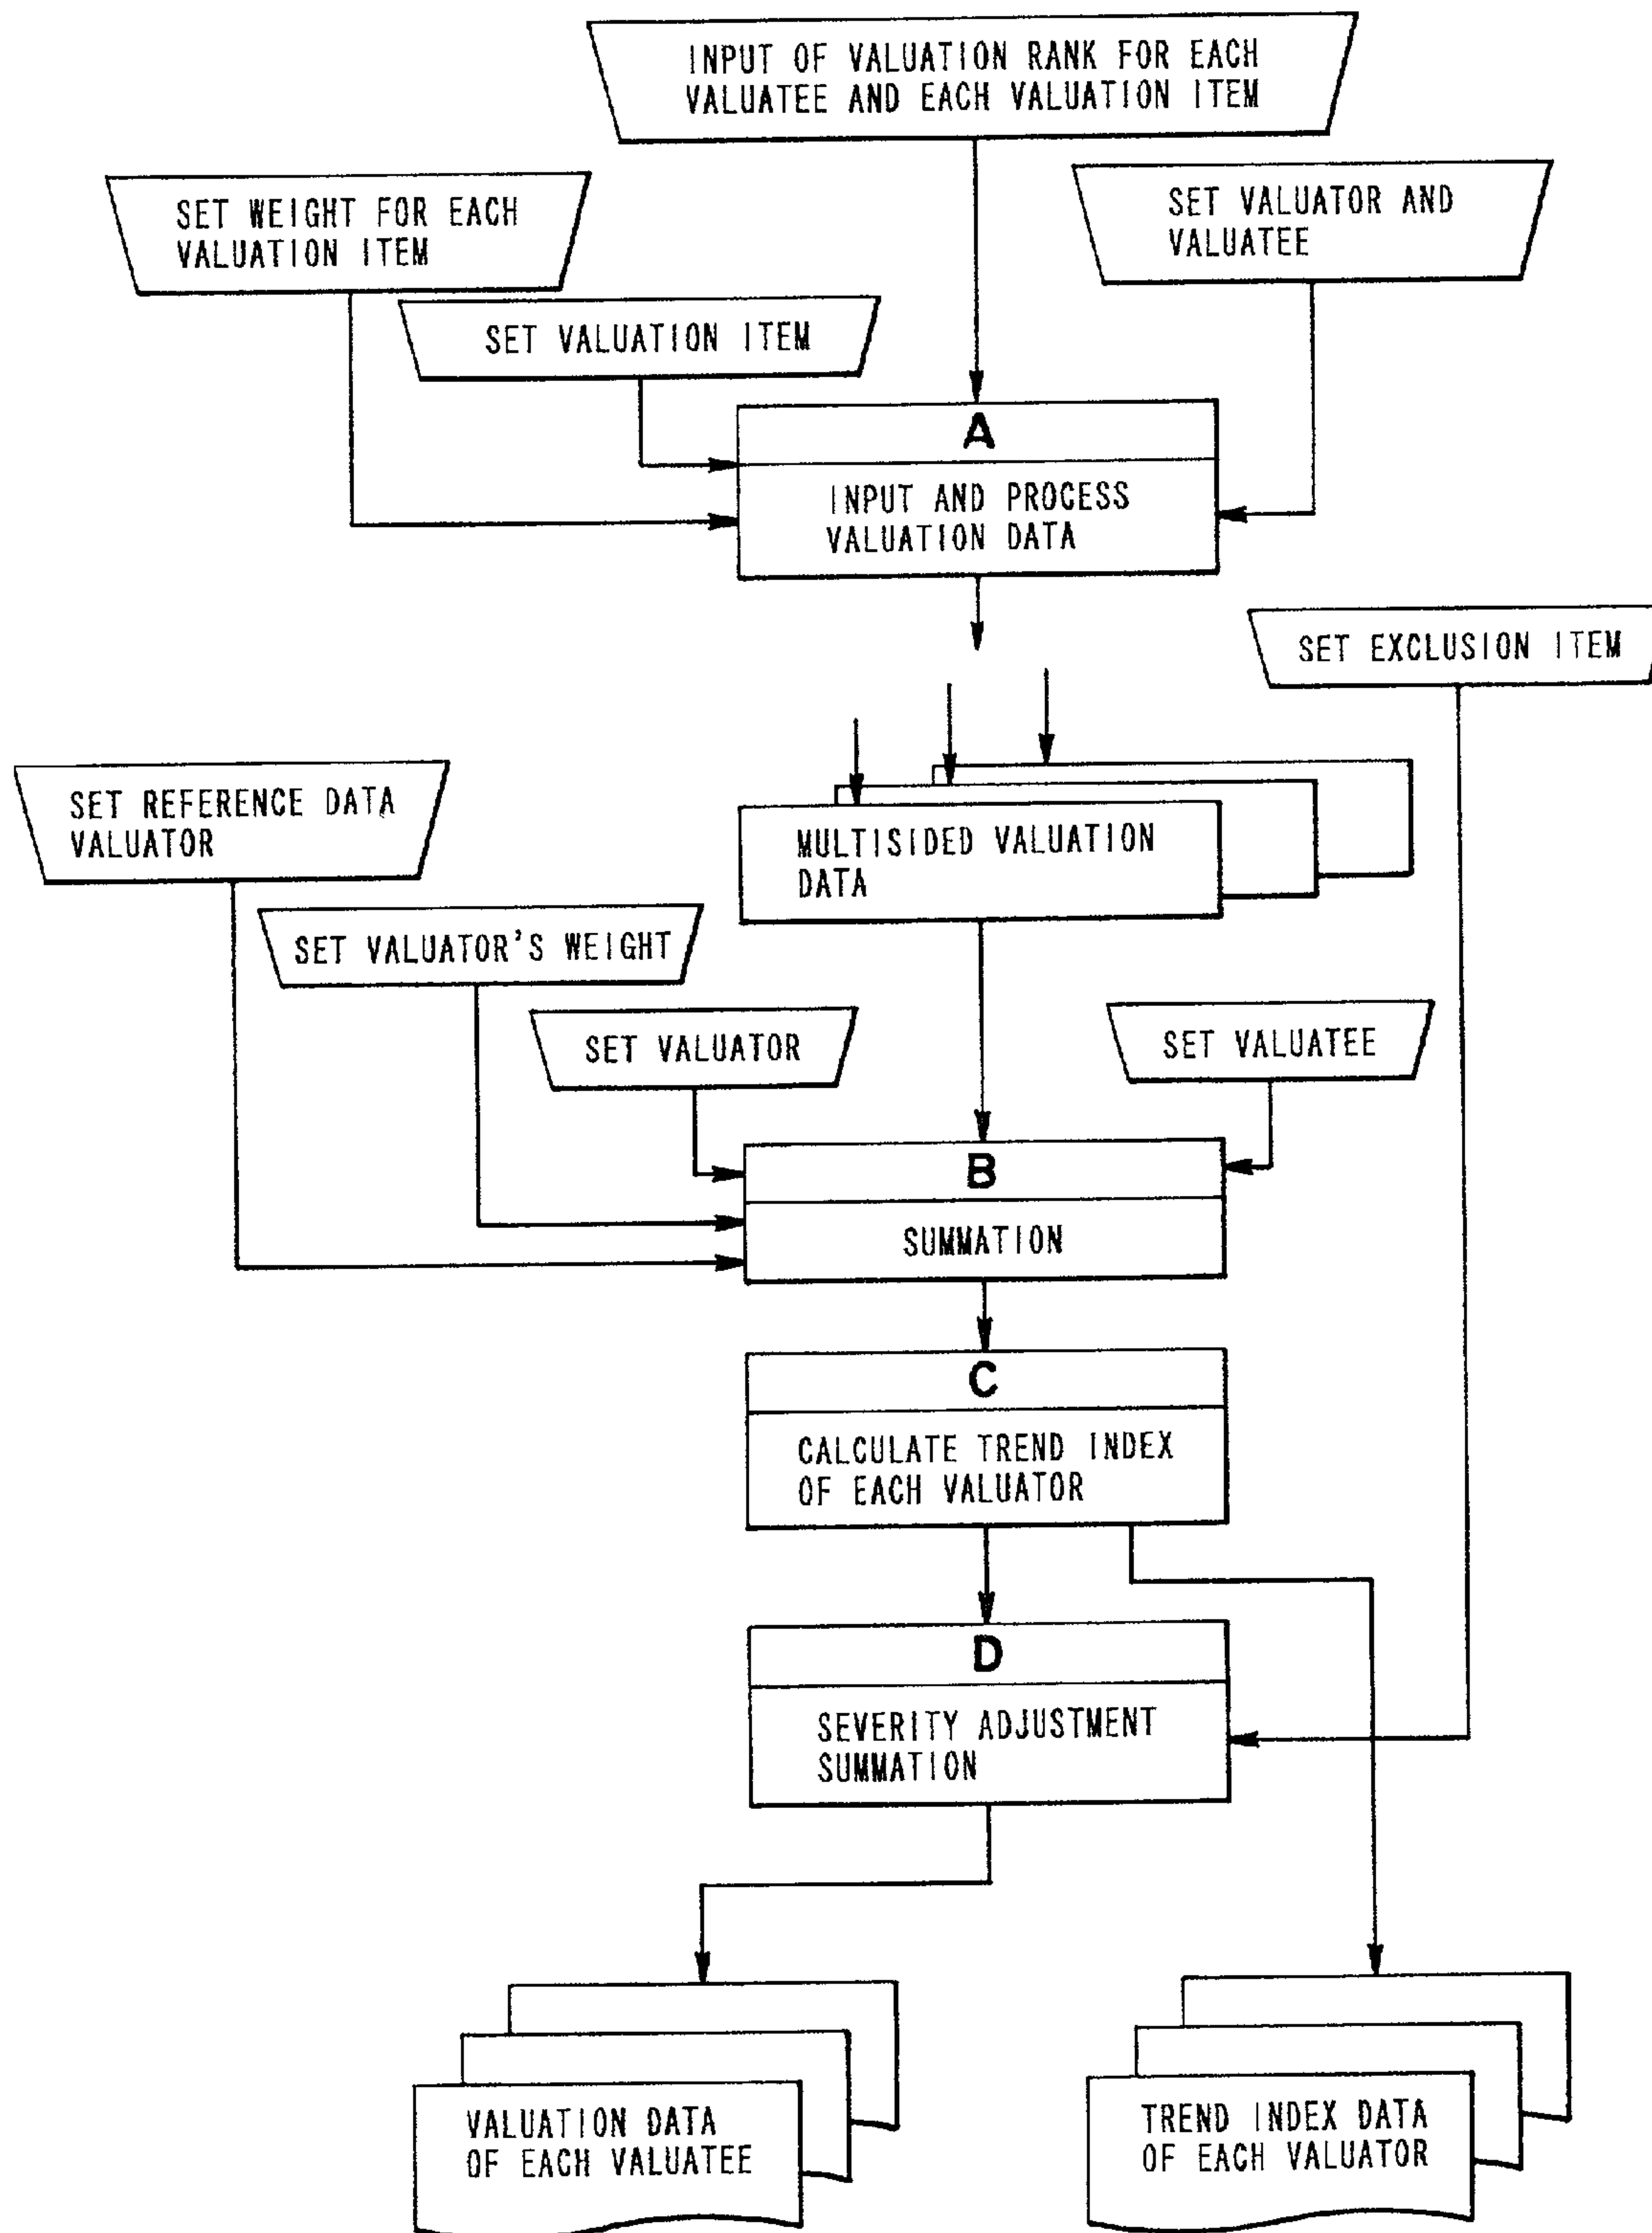 INPUT OF VALUATION RANK FOR EACH
VALUATEE AND EACH VALUATION ITEM
SET WEIGHT FOR EACH
VALUATION ITEM
SET VALUATOR AND
VALUATEE
SET VALUATION ITEM
A
INPUT AND PROCESS
VALUATION DATA
SET EXCLUSION ITEM
SET REFERENCE DATA
VALUATOR
MULTISIDED VALUATION
DATA
SET VALUATOR'S WEIGHT
SET VALUATOR
SET VALUATEE
B
SUMMATION
C
CALCULATE TREND INDEX
OF EACH VALUATOR
D
SEVERITY ADJUSTMENT
SUMMATION
VALUATION DATA
OF EACH VALUATEE
TREND INDEX DATA
OF EACH VALUATOR